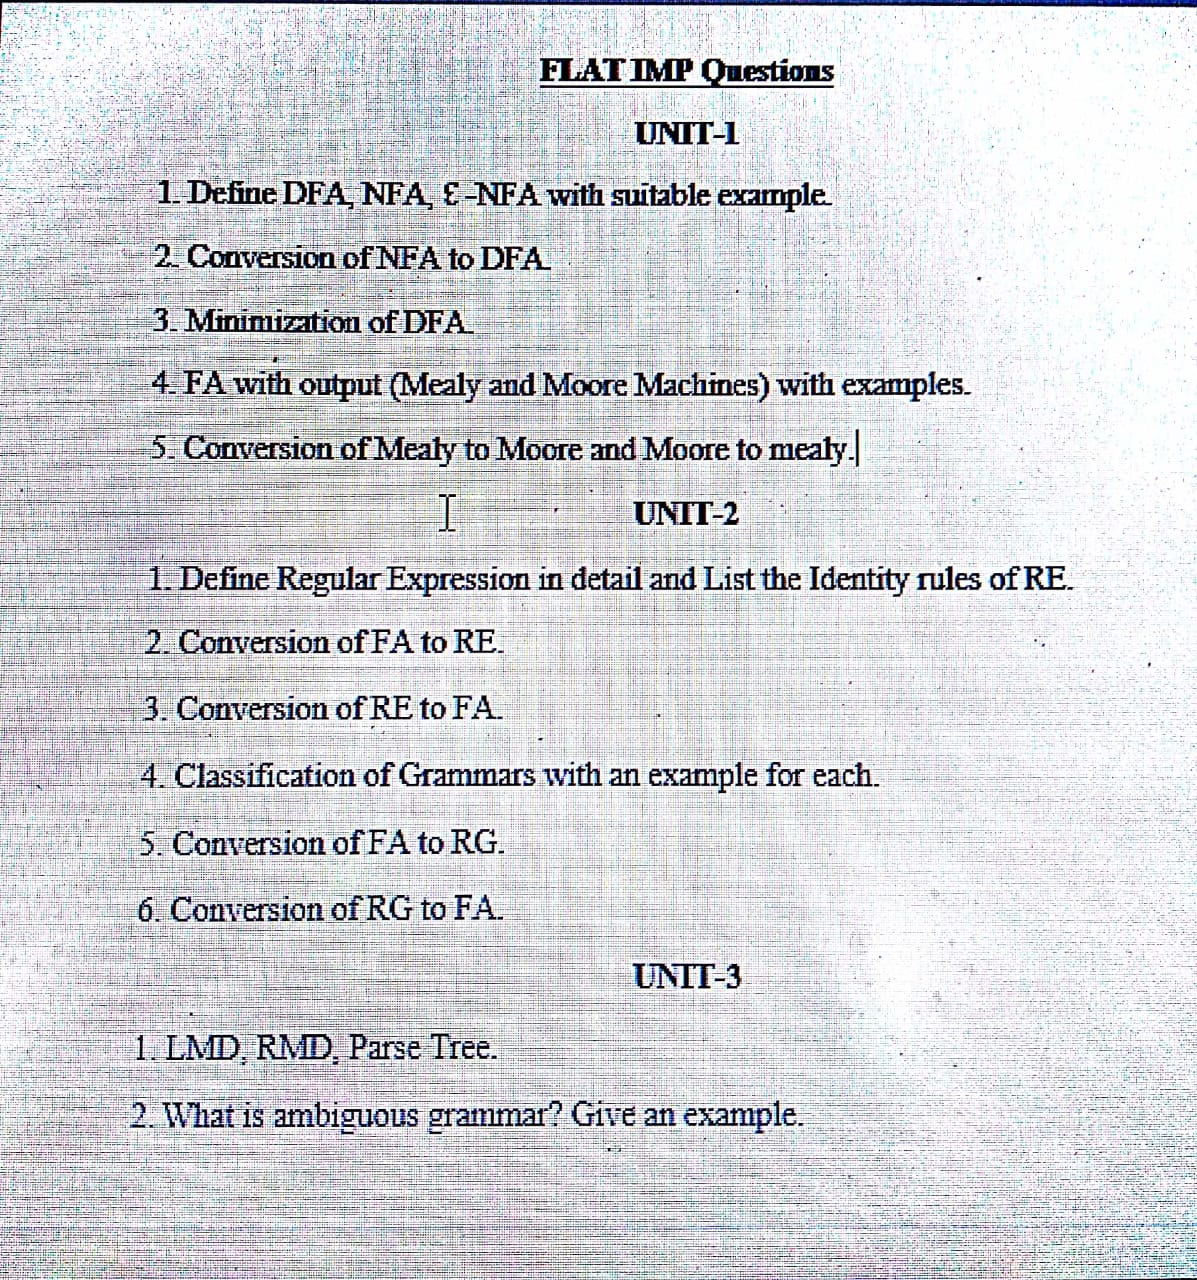 FLAT IMP Questions
UNIT-1
1. Define DFA, NFA, Ɛ-NFA with suitable example.
2. Conversion of NFA to DFA.
3. Minimization of DFA.
4. FA with output (Mealy and Moore Machines) with examples.
5. Conversion of Mealy to Moore and Moore to mealy.
UNIT-2
1. Define Regular Expression in detail and List the Identity rules of RE.
2. Conversion of FA to RE.
3. Conversion of RE to FA.
4. Classification of Grammars with an example for each.
5. Conversion of FA to RG.
6. Conversion of RG to FA.
UNIT-3
1. LMD, RMD, Parse Tree.
2. What is ambiguous grammar? Give an example.